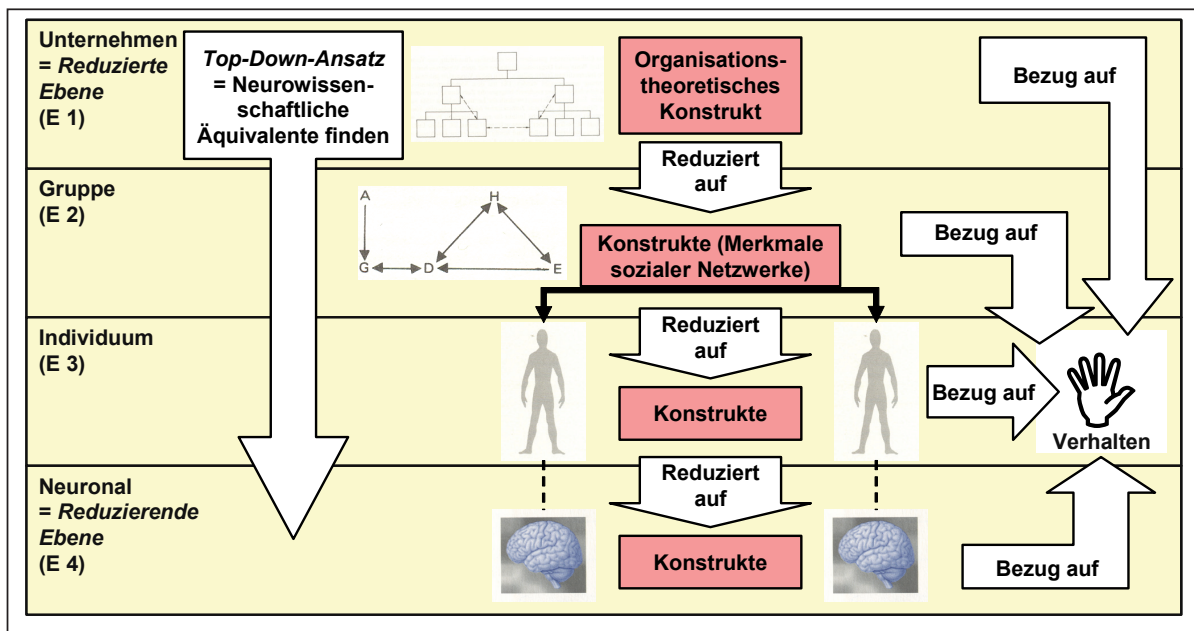 Unternehmen
= Reduzierte
Ebene
(E 1)
Top-Down-Ansatz
= Neurowissen-
schaftliche
Äquivalente finden
Organisations-
theoretisches
Konstrukt
Bezug auf
Reduziert
auf
Gruppe
(E 2)
A
H
G
D
E
Konstrukte (Merkmale
sozialer Netzwerke)
Bezug auf
Individuum
(E 3)
Reduziert
auf
Konstrukte
Bezug auf
Verhalten
Neuronal
= Reduzierende
Ebene
(E 4)
Reduziert
auf
Konstrukte
Bezug auf